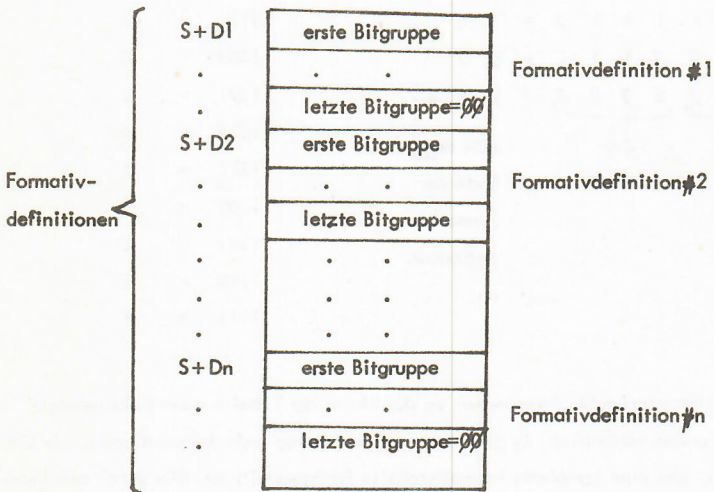 S+D1 erste Bitgruppe
. . .
Formativdefinition #1
. letzte Bitgruppe=ØØ
S+D2 erste Bitgruppe
Formativ-
. . . Formativdefinition#2
definitionen
. letzte Bitgruppe
. . .
. . .
. . .
S+Dn erste Bitgruppe
. . .
Formativdefinition#n
. letzte Bitgruppe=ØØ